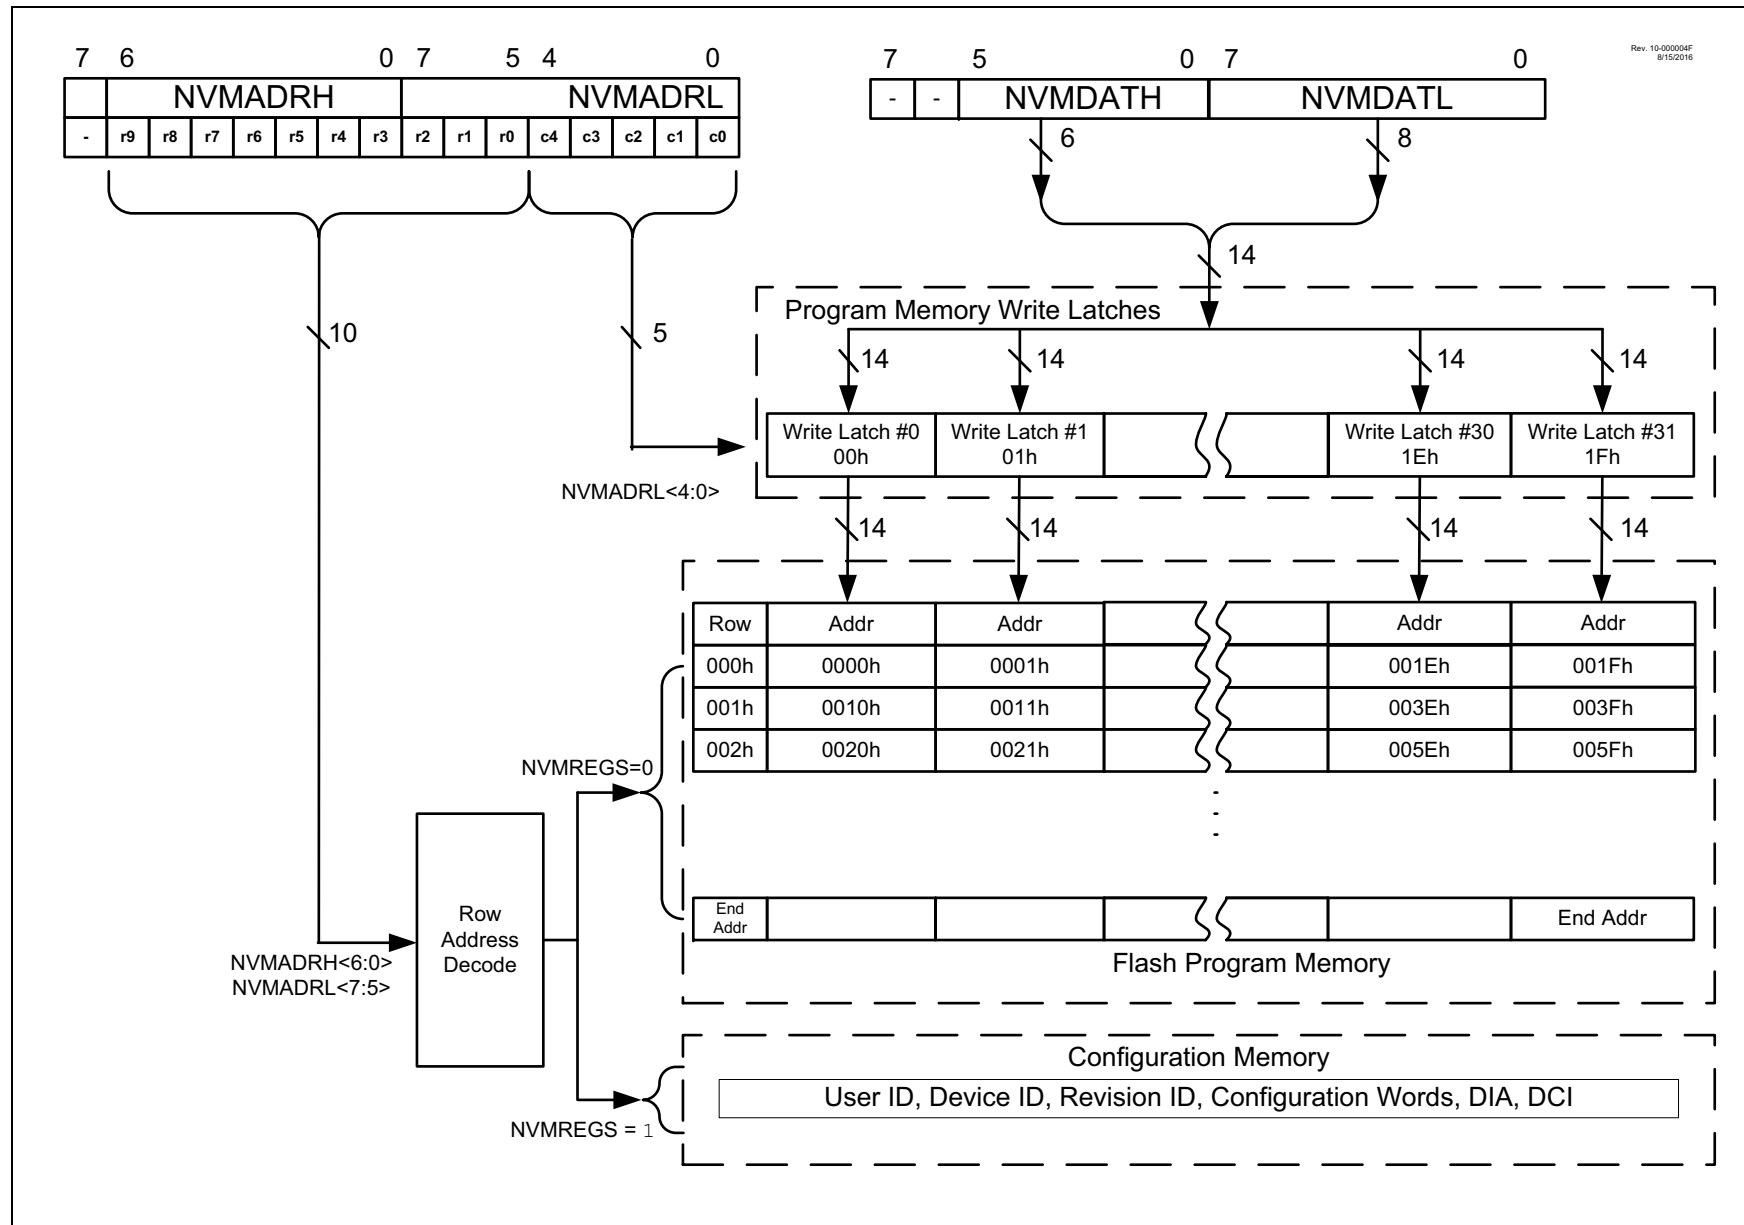 7 6 0 7 5 4 0
7 5 0 7 0
Rev. 10-000004F
8/15/2016
NVMADRH NVMADRL
- - NVMDATH NVMDATL
- r9 r8 r7 r6 r5 r4 r3 r2 r1 r0 c4 c3 c2 c1 c0
6 8
14
10 5
Program Memory Write Latches
14 14 14 14
Write Latch #0 Write Latch #1 Write Latch #30 Write Latch #31
00h 01h 1Eh 1Fh
NVMADRL<4:0>
14 14 14 14
Row Addr Addr Addr Addr
000h 0000h 0001h 001Eh 001Fh
001h 0010h 0011h 003Eh 003Fh
002h 0020h 0021h 005Eh 005Fh
NVMREGS=0
End
Addr
End Addr
Row
Address
Decode
NVMADRH<6:0>
NVMADRL<7:5>
Flash Program Memory
Configuration Memory
User ID, Device ID, Revision ID, Configuration Words, DIA, DCI
NVMREGS = 1